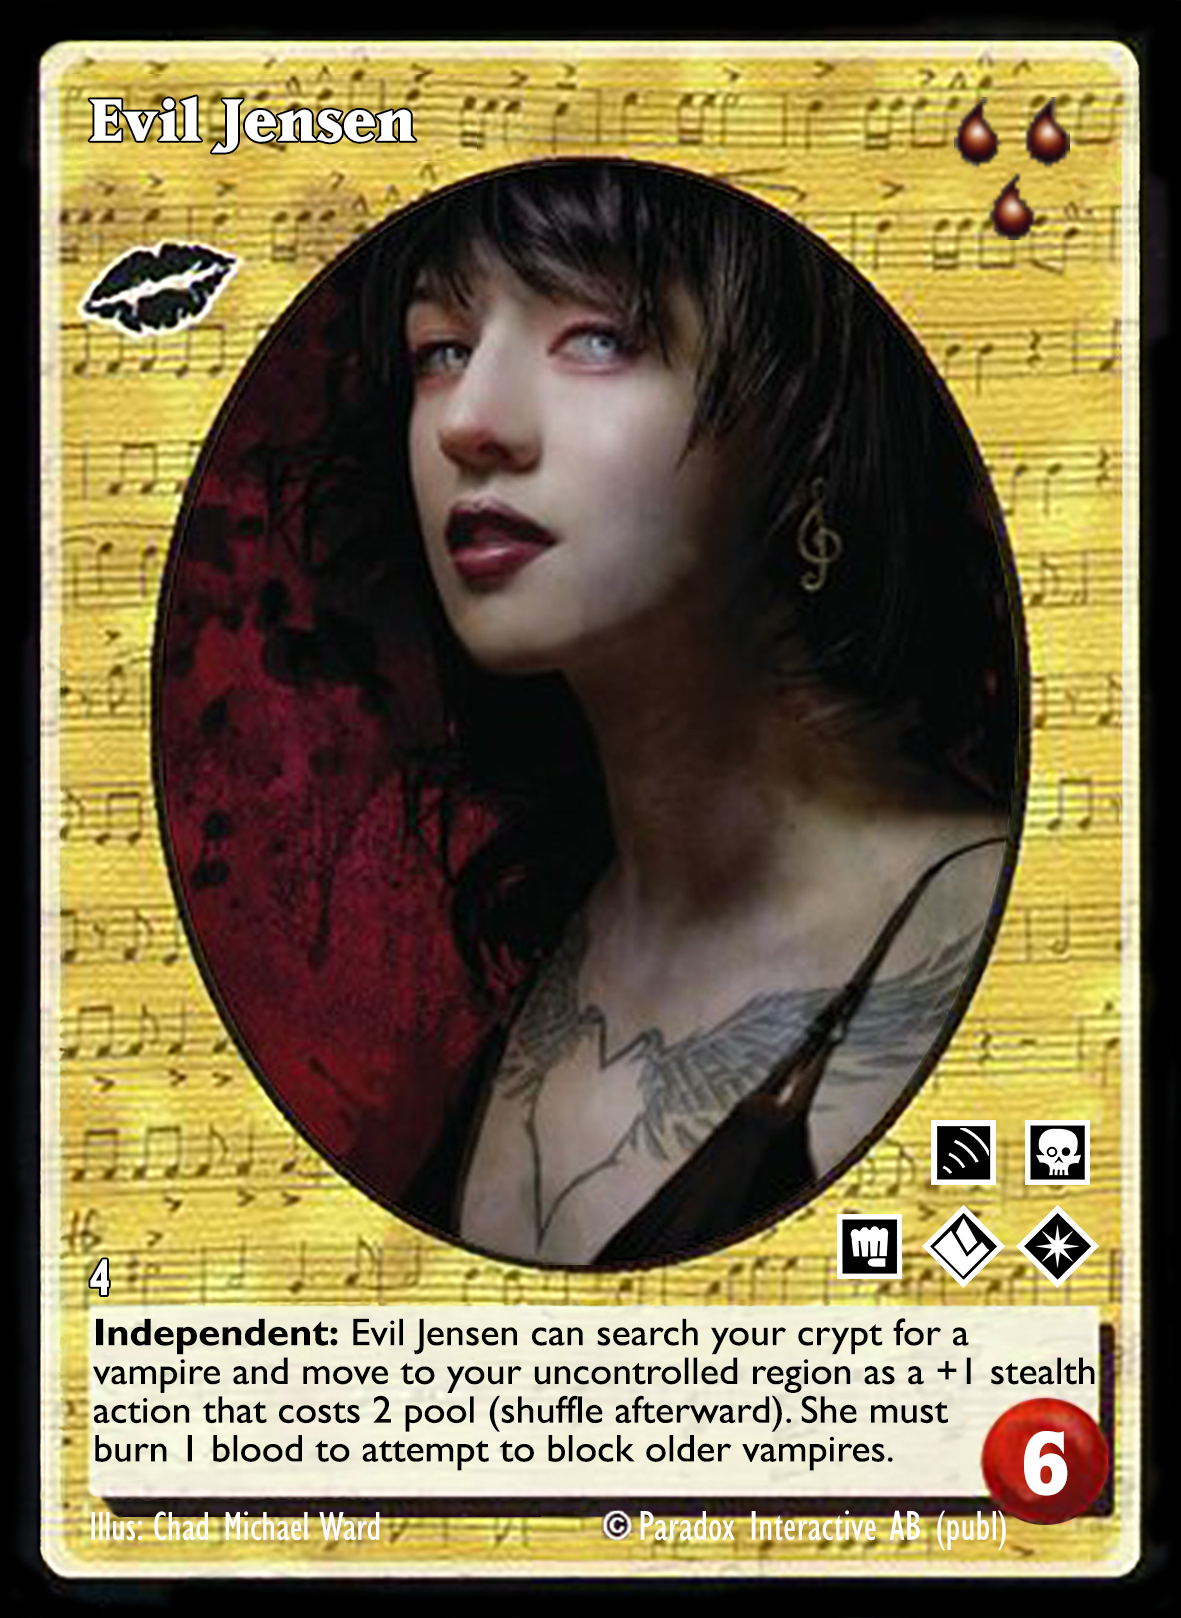 Evil Jensen
4
Independent: Evil Jensen can search your crypt for a
vampire and move to your uncontrolled region as a +1 stealth
action that costs 2 pool (shuffle afterward). She must
burn 1 blood to attempt to block older vampires.
6
Illus: Chad Michael Ward © Paradox Interactive AB (publ)